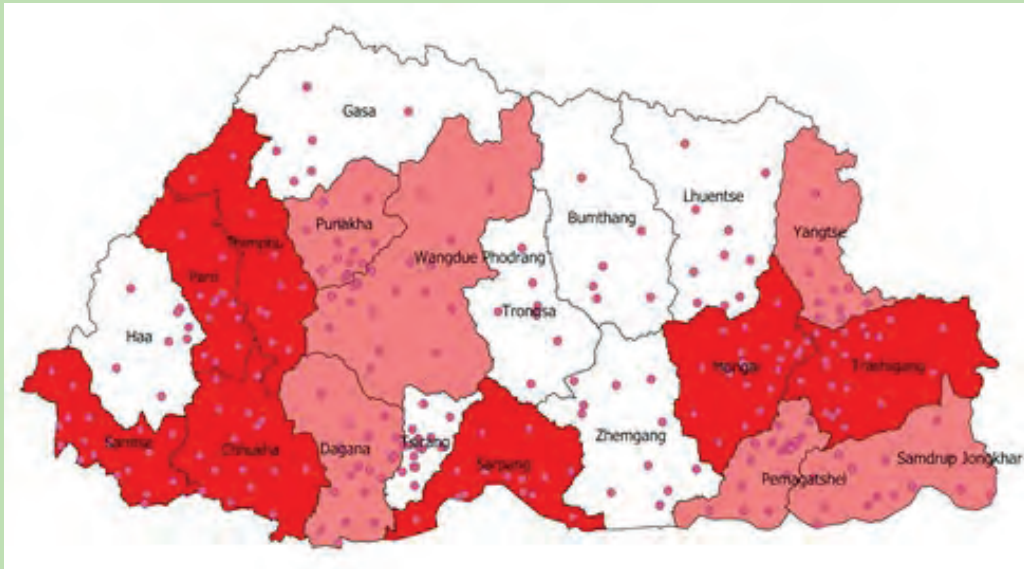 Gasa
Punakha
Lhuentse
Bumthang
Yangtse
Thimphu
Wangdue Phodrang
Paro
Trongsa
Haa
Mongar
Trashigang
Samtse
Chhukha
Dagana
Tsirang
Sarpang
Zhemgang
Samdrup Jongkhar
Pemagatshel